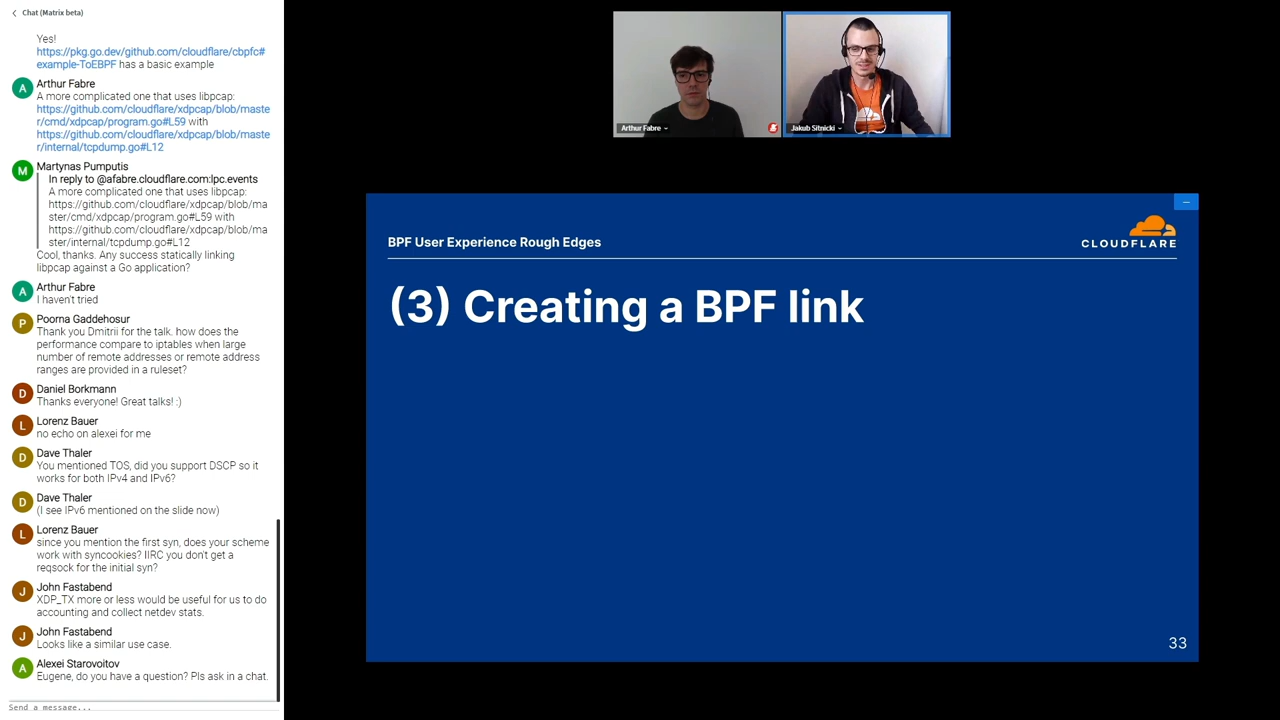 Chat (Matrix beta)
Yes!
https://pkg.go.dev/github.com/cloudflare/cbpfc#
example-ToEBPF has a basic example
A
Arthur Fabre
A more complicated one that uses libpcap:
https://github.com/cloudflare/xdpcap/blob/maste
r/cmd/xdpcap/program.go#L59 with
https://github.com/cloudflare/xdpcap/blob/maste
r/internal/tcpdump.go#L12
M
Martynas Pumputis
In reply to @afabre.cloudflare.com:lpc.events
A more complicated one that uses libpcap:
https://github.com/cloudflare/xdpcap/blob/ma
ster/cmd/xdpcap/program.go#L59 with
https://github.com/cloudflare/xdpcap/blob/ma
ster/internal/tcpdump.go#L12
Cool, thanks. Any success statically linking
libpcap against a Go application?
A
Arthur Fabre
I haven't tried
P
Poorna Gaddehosur
Thank you Dmitrii for the talk. how does the
performance compare to iptables when large
number of remote addresses or remote address
ranges are provided in a ruleset?
D
Daniel Borkmann
Thanks everyone! Great talks! :)
L
Lorenz Bauer
no echo on alexei for me
D
Dave Thaler
You mentioned TOS, did you support DSCP so it
works for both IPv4 and IPv6?
D
Dave Thaler
(I see IPv6 mentioned on the slide now)
L
Lorenz Bauer
since you mention the first syn, does your scheme
work with syncookies? IIRC you don't get a
reqsock for the initial syn?
J
John Fastabend
XDP_TX more or less would be useful for us to do
accounting and collect netdev stats.
J
John Fastabend
Looks like a similar use case.
A
Alexei Starovoitov
Eugene, do you have a question? Pls ask in a chat.
Send a message...
Arthur Fabre
Jakub Sitnicki
BPF User Experience Rough Edges
CLOUDFLARE
(3) Creating a BPF link
33